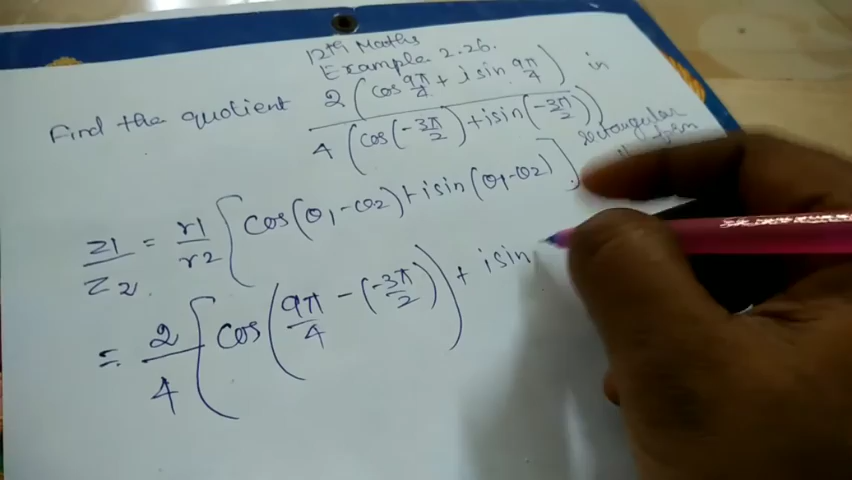 12th Maths
Example 2.26.
Find the quotient 2(cos 9π/4 + i sin 9π/4) / 4(cos(-3π/2) + i sin(-3π/2)) in
rectangular
form
z1/z2 = r1/r2 [cos(θ1-θ2) + i sin(θ1-θ2)].
= 2/4 [cos(9π/4 - (-3π/2)) + i sin